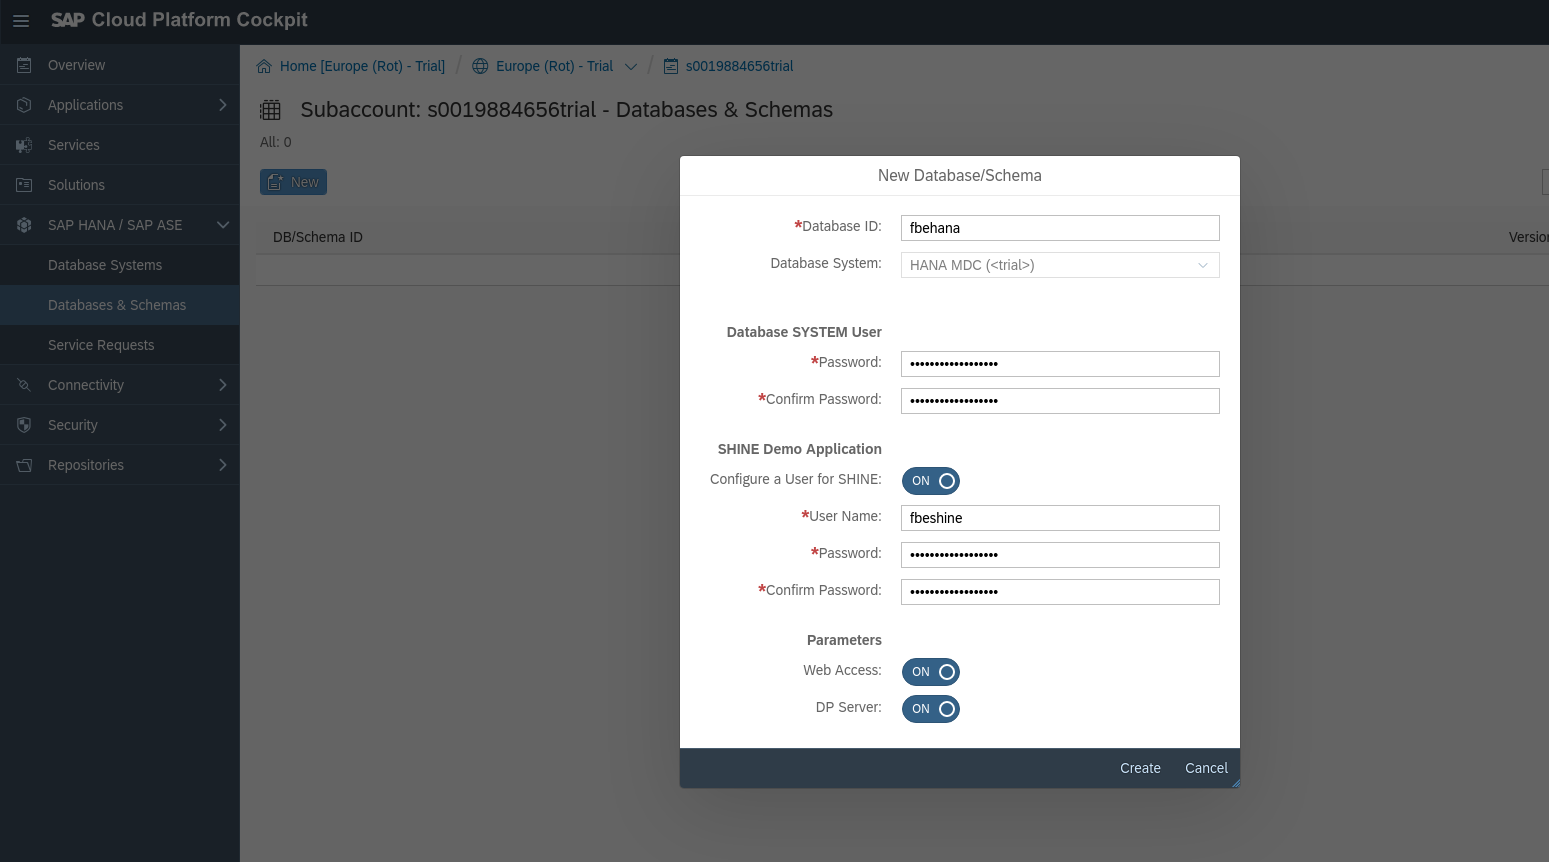 SAP Cloud Platform Cockpit
Overview
Applications
Services
Solutions
SAP HANA / SAP ASE
Database Systems
Databases & Schemas
Service Requests
Connectivity
Security
Repositories
Home [Europe (Rot) - Trial] / Europe (Rot) - Trial / s0019884656trial
Subaccount: s0019884656trial - Databases & Schemas
All: 0
New
DB/Schema ID
Versio
New Database/Schema
*Database ID: fbehana
Database System: HANA MDC (<trial>)
Database SYSTEM User
*Password: ••••••••••••••••••
*Confirm Password: ••••••••••••••••••
SHINE Demo Application
Configure a User for SHINE: ON
*User Name: fbeshine
*Password: ••••••••••••••••••
*Confirm Password: ••••••••••••••••••
Parameters
Web Access: ON
DP Server: ON
Create Cancel